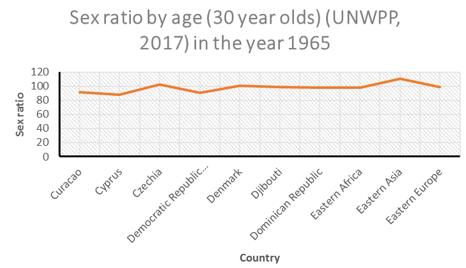 Sex ratio by age (30 year olds) (UNWPP,
2017) in the year 1965
120
100
80
60
40
20
0
Sex ratio
Curacao
Cyprus
Czechia
Democratic Republic...
Denmark
Djibouti
Dominican Republic
Eastern Africa
Eastern Asia
Eastern Europe
Country